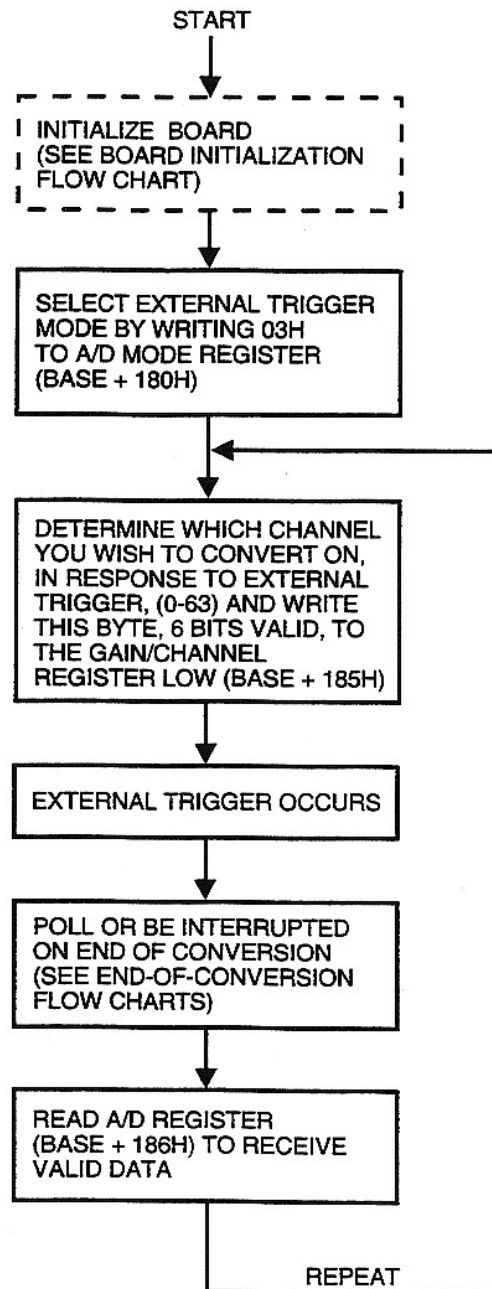 START
INITIALIZE BOARD
(SEE BOARD INITIALIZATION
FLOW CHART)
SELECT EXTERNAL TRIGGER
MODE BY WRITING 03H
TO A/D MODE REGISTER
(BASE + 180H)
DETERMINE WHICH CHANNEL
YOU WISH TO CONVERT ON,
IN RESPONSE TO EXTERNAL
TRIGGER, (0-63) AND WRITE
THIS BYTE, 6 BITS VALID, TO
THE GAIN/CHANNEL
REGISTER LOW (BASE + 185H)
EXTERNAL TRIGGER OCCURS
POLL OR BE INTERRUPTED
ON END OF CONVERSION
(SEE END-OF-CONVERSION
FLOW CHARTS)
READ A/D REGISTER
(BASE + 186H) TO RECEIVE
VALID DATA
REPEAT